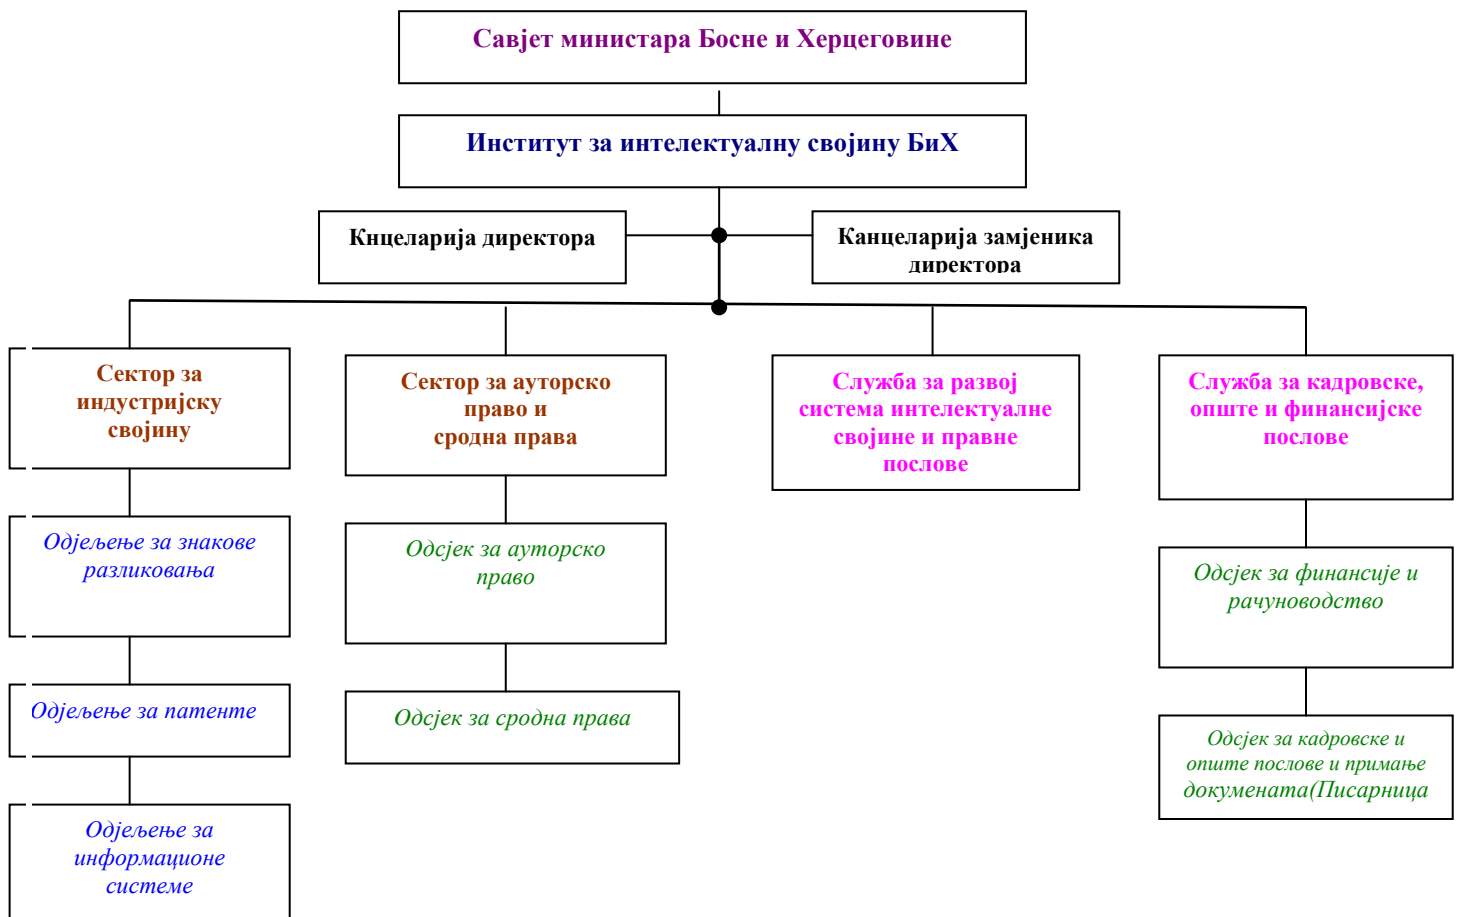 Савјет министара Босне и Херцеговине
Институт за интелектуалну својину БиХ
Кнцеларија директора
Канцеларија замјеника
директора
Сектор за
индустријску
својину
Сектор за ауторско
право и
сродна права
Служба за развој
система интелектуалне
својине и правне
послове
Служба за кадровске,
опште и финансијске
послове
Одјељење за знакове
разликовања
Одсјек за ауторско
право
Одсјек за финансије и
рачуноводство
Одјељење за патенте
Одсјек за сродна права
Одсјек за кадровске и
опште послове и примање
докумената(Писарница
Одјељење за
информационе
системе